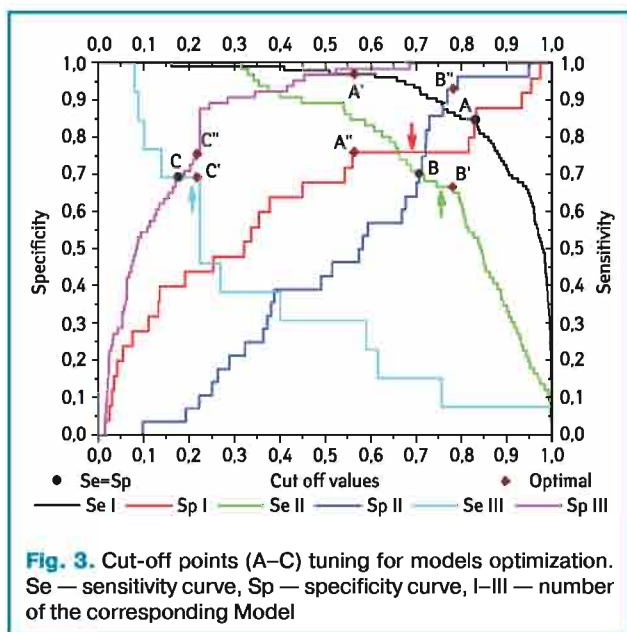 0,0 0,1 0,2 0,3 0,4 0,5 0,6 0,7 0,8 0,9 1,0
1,0 1,0
0,9 0,9
0,8 0,8
0,7 0,7
0,6 0,6
0,5 0,5
0,4 0,4
0,3 0,3
0,2 0,2
0,1 0,1
0,0 0,0
Specificity
Sensitivity
A' B" A
C" A"
C C' B B'
0,0 0,1 0,2 0,3 0,4 0,5 0,6 0,7 0,8 0,9 1,0
Se=Sp Cut off values Optimal
Se I Sp I Se II Sp II Se III Sp III
Fig. 3. Cut-off points (A–C) tuning for models optimization.
Se — sensitivity curve, Sp — specificity curve, I–III — number
of the corresponding Model